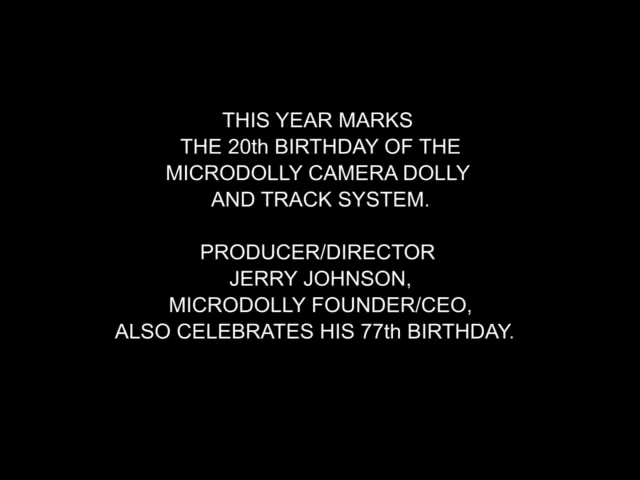 THIS YEAR MARKS
THE 20th BIRTHDAY OF THE
MICRODOLLY CAMERA DOLLY
AND TRACK SYSTEM.
PRODUCER/DIRECTOR
JERRY JOHNSON,
MICRODOLLY FOUNDER/CEO,
ALSO CELEBRATES HIS 77th BIRTHDAY.